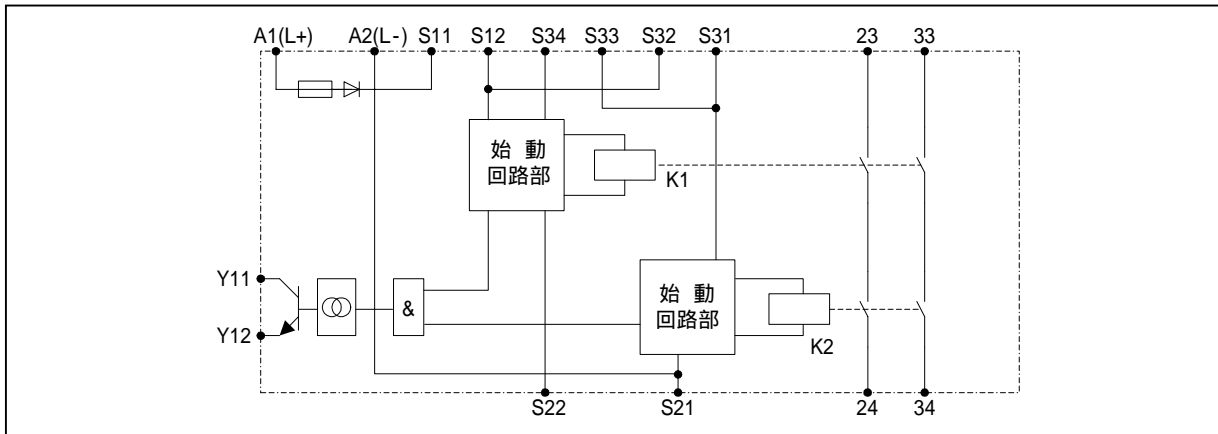 A1(L+) A2(L-) S11 S12 S34 S33 S32 S31 23 33
始 動
回路部
K1
Y11
始 動
回路部
&
Y12
K2
S22 S21 24 34